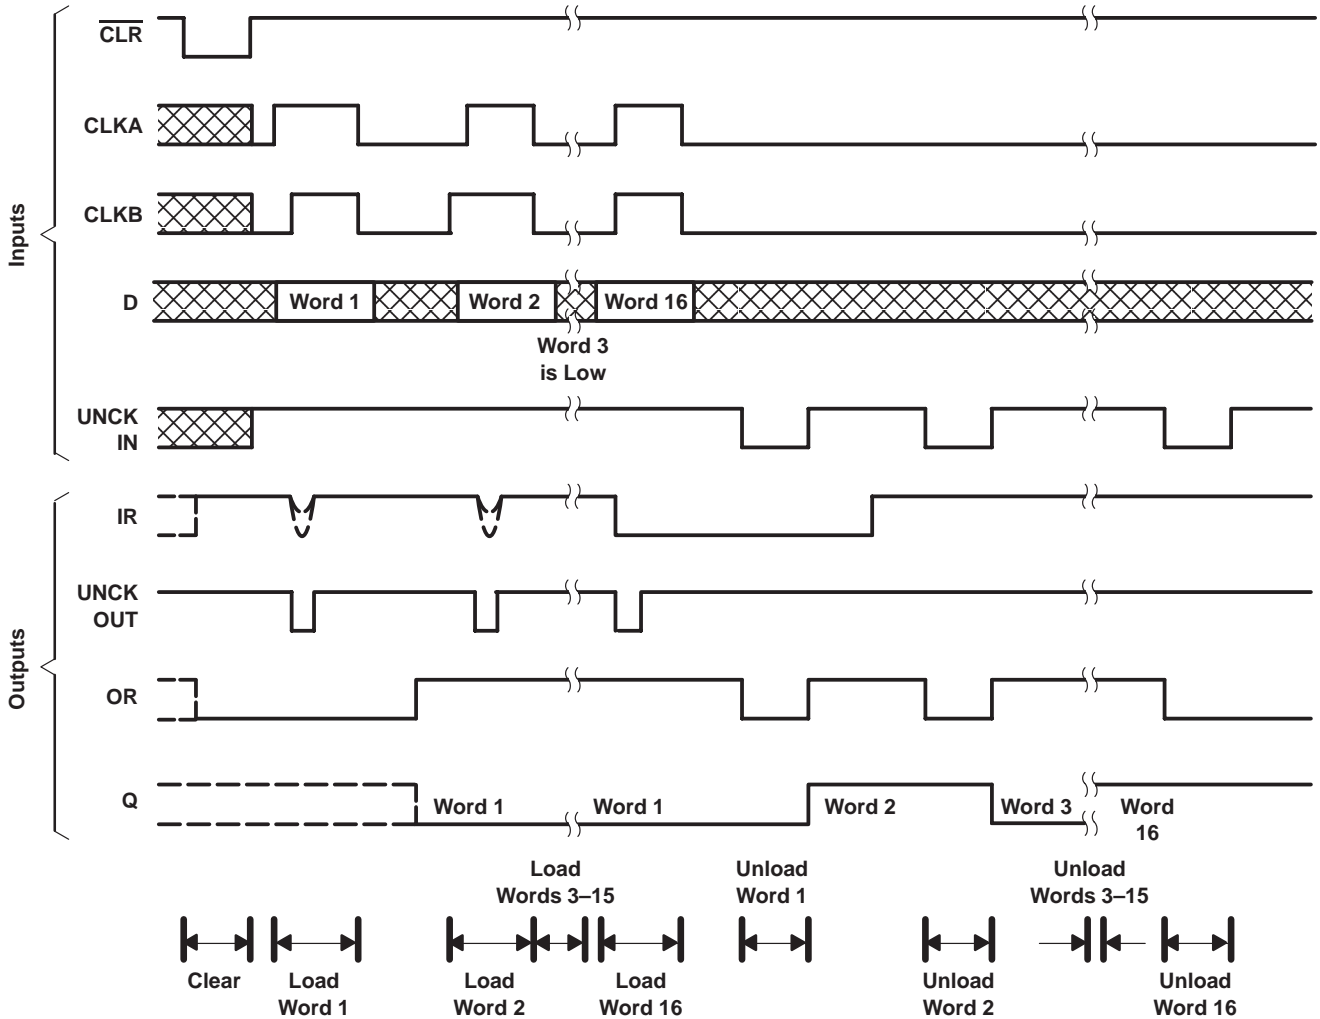 Inputs
CLR
CLKA
CLKB
D
Word 1
Word 2
Word 16
Word 3
is Low
UNCK
IN
Outputs
IR
UNCK
OUT
OR
Q
Word 1
Word 1
Word 2
Word 3
Word
16
Load
Words 3–15
Unload
Word 1
Unload
Words 3–15
Clear
Load
Word 1
Load
Word 2
Load
Word 16
Unload
Word 2
Unload
Word 16